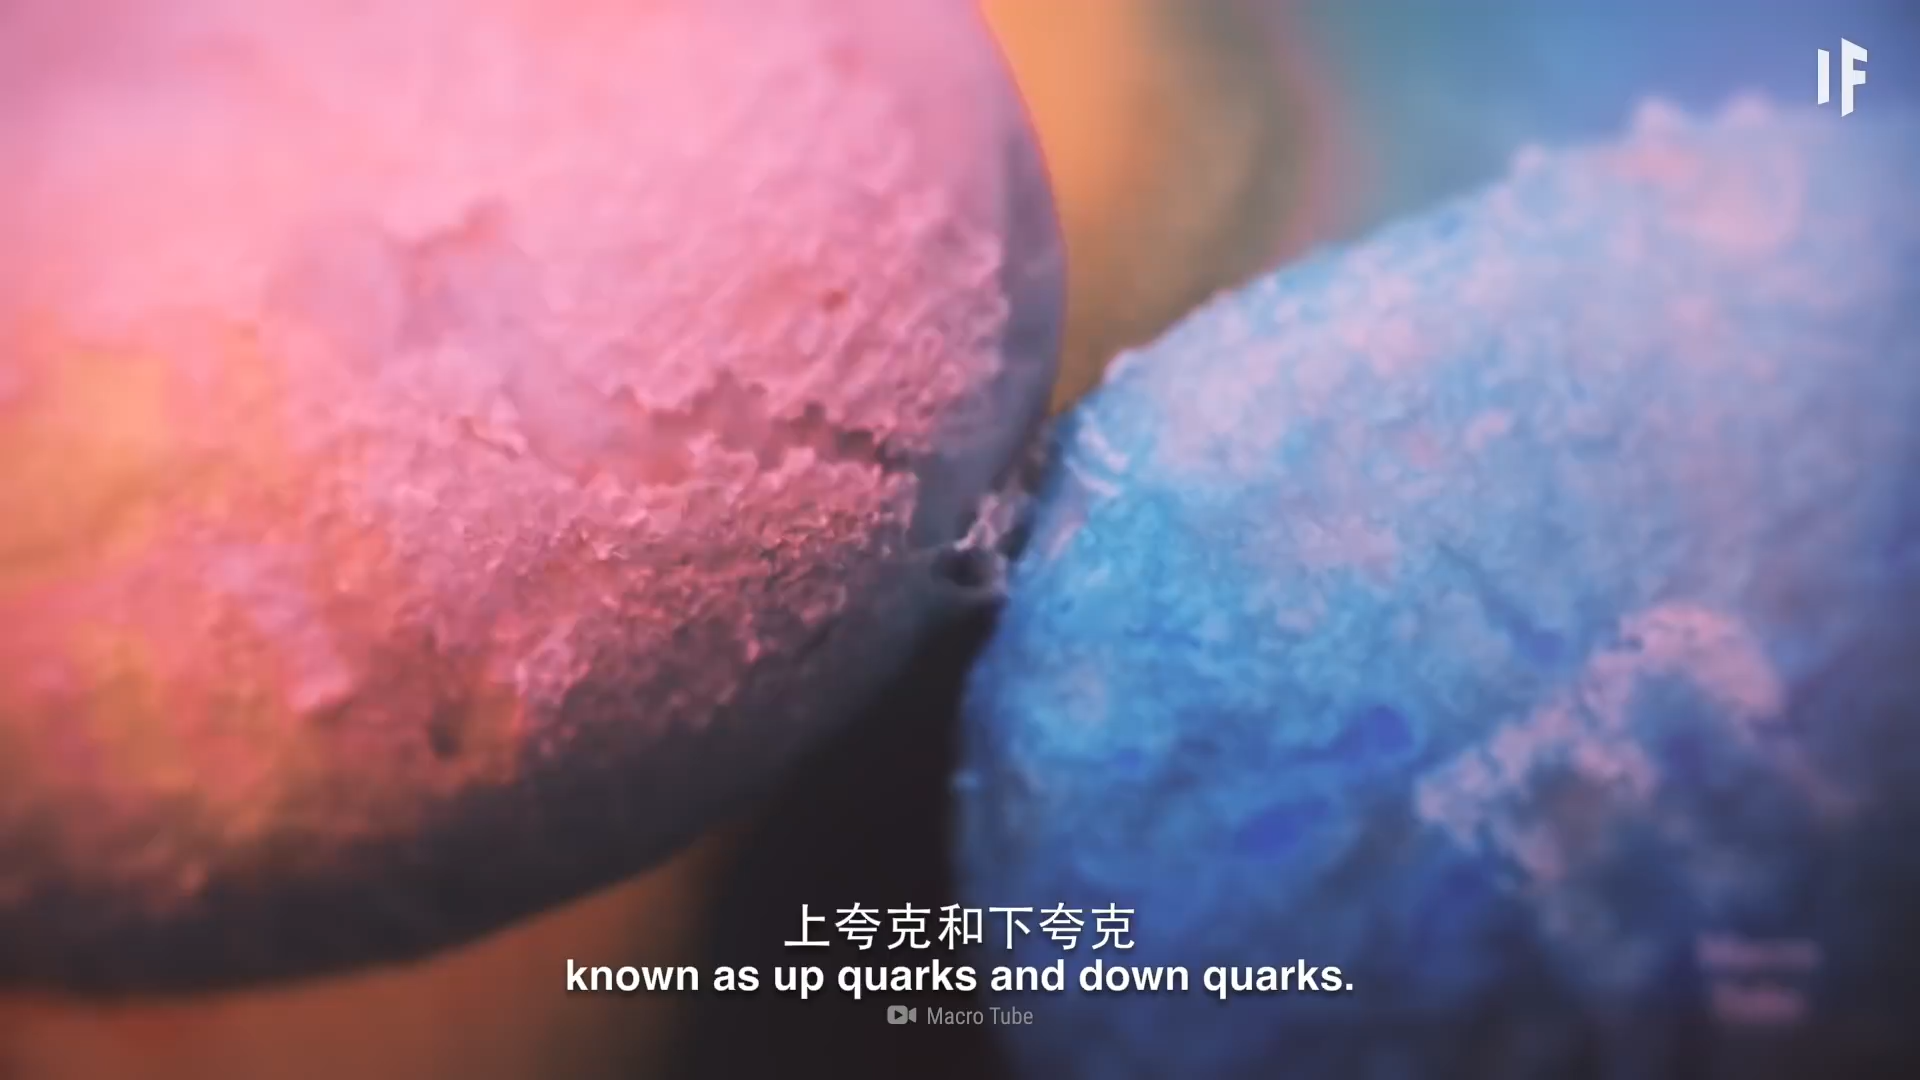 IF
上夸克和下夸克
known as up quarks and down quarks.
Macro Tube